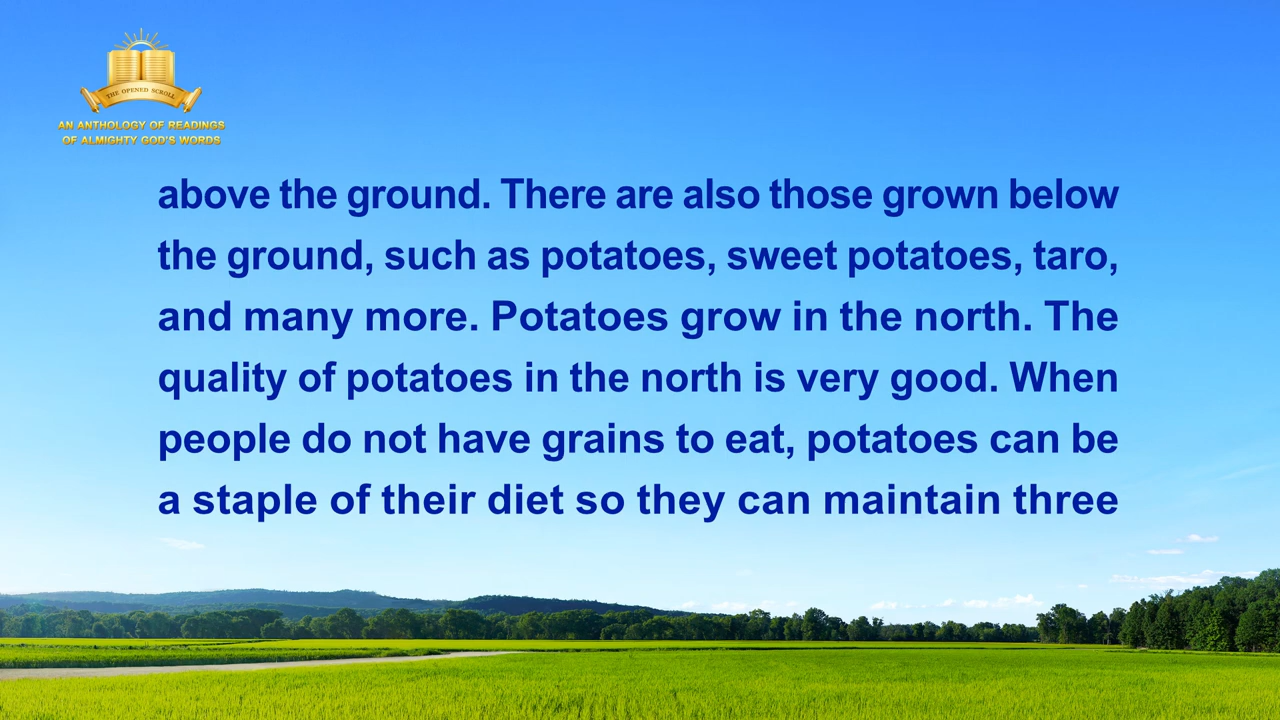 THE OPENED SCROLL
AN ANTHOLOGY OF READINGS
OF ALMIGHTY GOD'S WORDS
above the ground. There are also those grown below
the ground, such as potatoes, sweet potatoes, taro,
and many more. Potatoes grow in the north. The
quality of potatoes in the north is very good. When
people do not have grains to eat, potatoes can be
a staple of their diet so they can maintain three